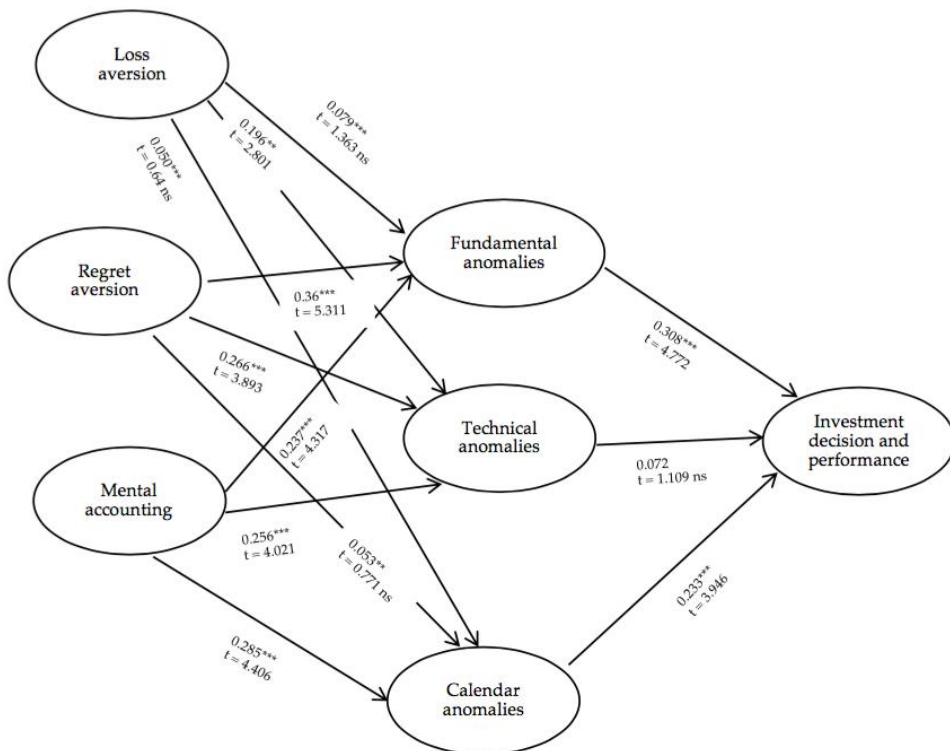 Loss
aversion
0.079***
t = 1.363 ns
0.196**
t = 2.801
0.050***
t = 0.64 ns
Fundamental
anomalies
Regret
aversion
0.36***
t = 5.311
0.308***
t = 4.772
0.266***
t = 3.893
Technical
anomalies
Investment
decision and
performance
0.237***
t = 4.317
0.072
t = 1.109 ns
Mental
accounting
0.256***
t = 4.021
0.053**
t = 0.771 ns
0.233***
t = 3.946
0.285***
t = 4.406
Calendar
anomalies